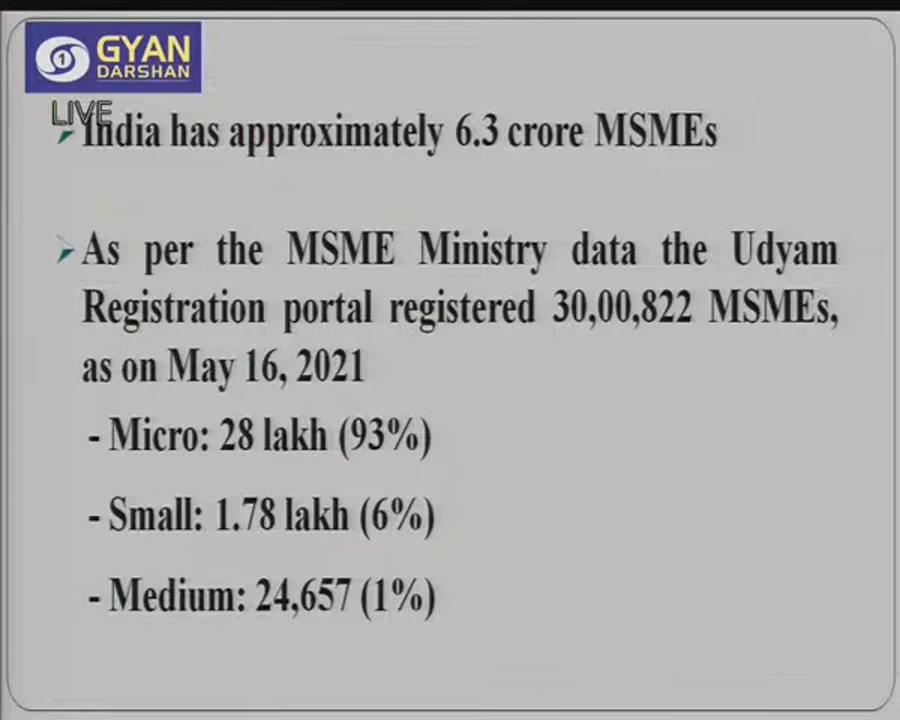 GYAN
DARSHAN
LIVE
India has approximately 6.3 crore MSMEs
As per the MSME Ministry data the Udyam
Registration portal registered 30,00,822 MSMEs,
as on May 16, 2021
- Micro: 28 lakh (93%)
- Small: 1.78 lakh (6%)
- Medium: 24,657 (1%)